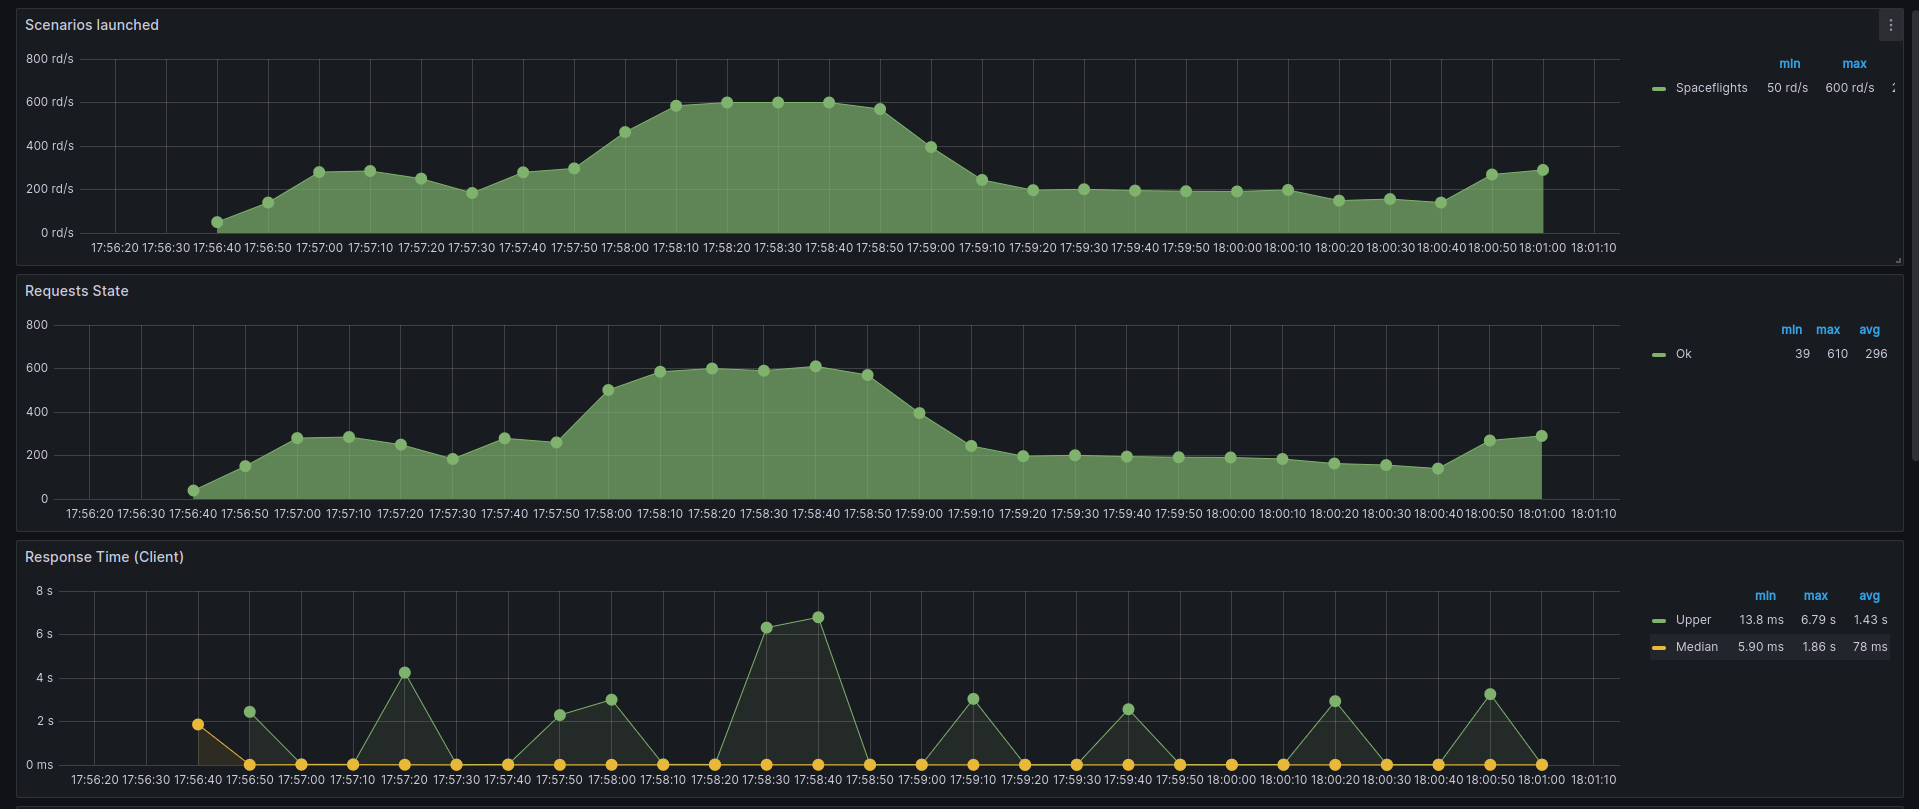 Scenarios launched
800 rd/s
600 rd/s
400 rd/s
200 rd/s
0 rd/s
17:56:20 17:56:30 17:56:40 17:56:50 17:57:00 17:57:10 17:57:20 17:57:30 17:57:40 17:57:50 17:58:00 17:58:10 17:58:20 17:58:30 17:58:40 17:58:50 17:59:00 17:59:10 17:59:20 17:59:30 17:59:40 17:59:50 18:00:00 18:00:10 18:00:20 18:00:30 18:00:40 18:00:50 18:01:00 18:01:10
min max
Spaceflights 50 rd/s 600 rd/s
Requests State
800
600
400
200
0
17:56:20 17:56:30 17:56:40 17:56:50 17:57:00 17:57:10 17:57:20 17:57:30 17:57:40 17:57:50 17:58:00 17:58:10 17:58:20 17:58:30 17:58:40 17:58:50 17:59:00 17:59:10 17:59:20 17:59:30 17:59:40 17:59:50 18:00:00 18:00:10 18:00:20 18:00:30 18:00:40 18:00:50 18:01:00 18:01:10
min max avg
Ok 39 610 296
Response Time (Client)
8 s
6 s
4 s
2 s
0 ms
17:56:20 17:56:30 17:56:40 17:56:50 17:57:00 17:57:10 17:57:20 17:57:30 17:57:40 17:57:50 17:58:00 17:58:10 17:58:20 17:58:30 17:58:40 17:58:50 17:59:00 17:59:10 17:59:20 17:59:30 17:59:40 17:59:50 18:00:00 18:00:10 18:00:20 18:00:30 18:00:40 18:00:50 18:01:00 18:01:10
min max avg
Upper 13.8 ms 6.79 s 1.43 s
Median 5.90 ms 1.86 s 78 ms